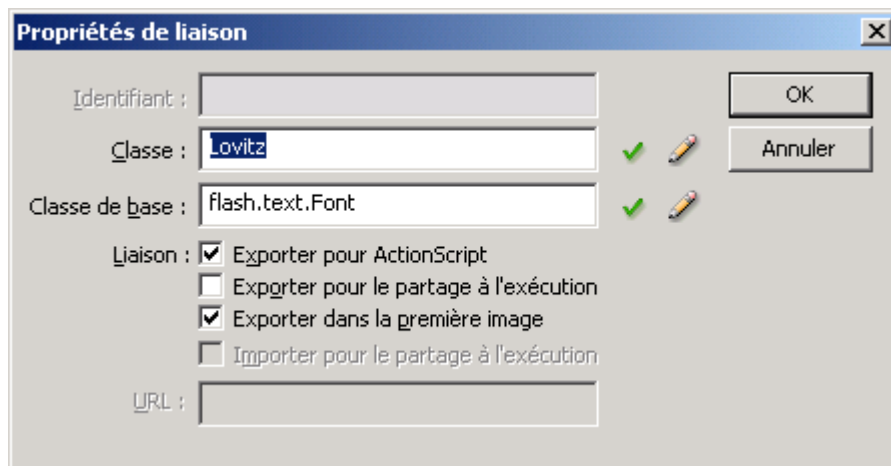 Propriétés de liaison
Identifiant :
OK
Classe : Lovitz
Annuler
Classe de base : flash.text.Font
Liaison : Exporter pour ActionScript
Exporter pour le partage à l'exécution
Exporter dans la première image
Importer pour le partage à l'exécution
URL :